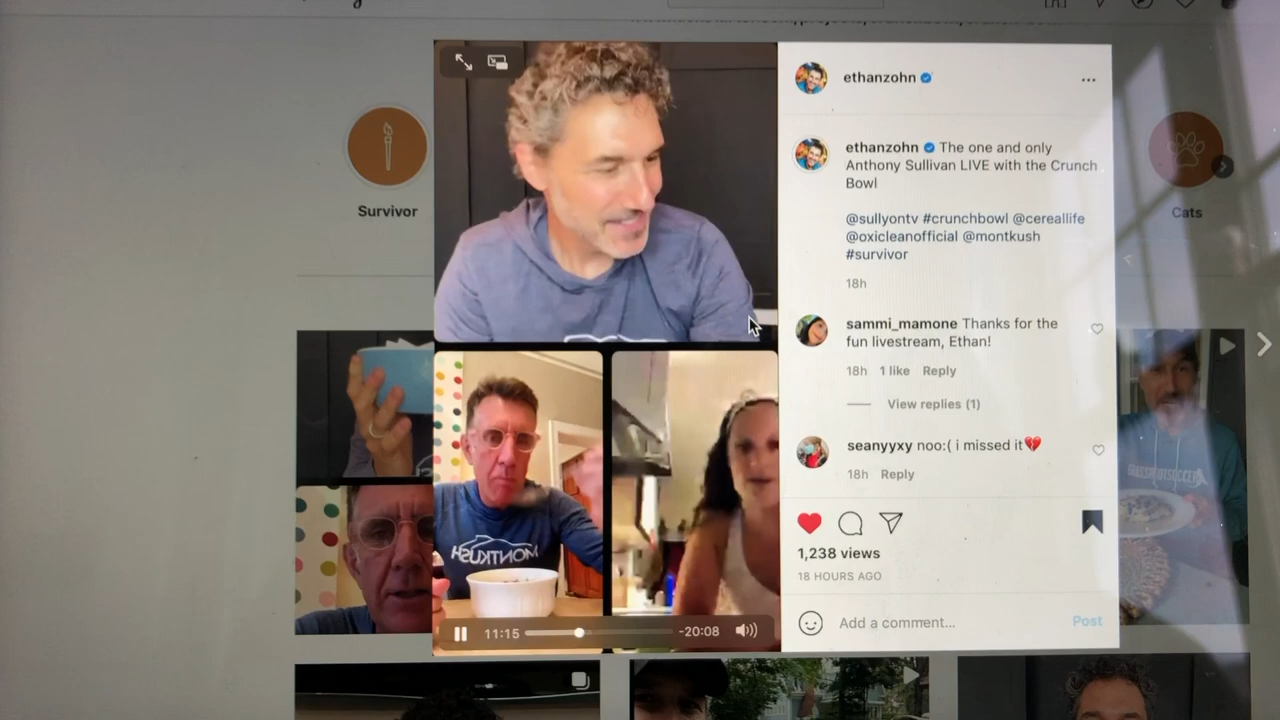 ethanzohn
ethanzohn The one and only
Anthony Sullivan LIVE with the Crunch
Bowl
@sullyontv #crunchbowl @cereallife
@oxicleanofficial @montkush
#survivor
18h
sammi_mamone Thanks for the
fun livestream, Ethan!
18h 1 like Reply
View replies (1)
seanyyxy noo:( i missed it💔
18h Reply
1,238 views
18 HOURS AGO
Add a comment... Post
Survivor
Cats
MONTKUSH
11:15 -20:08